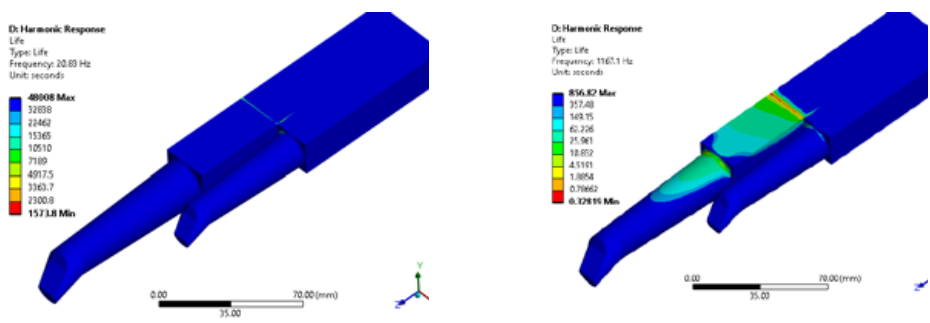 D: Harmonic Response
Life
Type: Life
Frequency: 20.83 Hz
Unit: seconds
48008 Max
32838
22462
15365
10510
7189
4917.5
3363.7
2300.8
1573.8 Min
0.00
70.00 (mm)
35.00
Y
Z
D: Harmonic Response
Life
Type: Life
Frequency: 1167.1 Hz
Unit: seconds
856.82 Max
357.48
149.15
62.226
25.961
10.832
4.5191
1.8854
0.78662
0.32819 Min
0.00
70.00 (mm)
35.00
Z